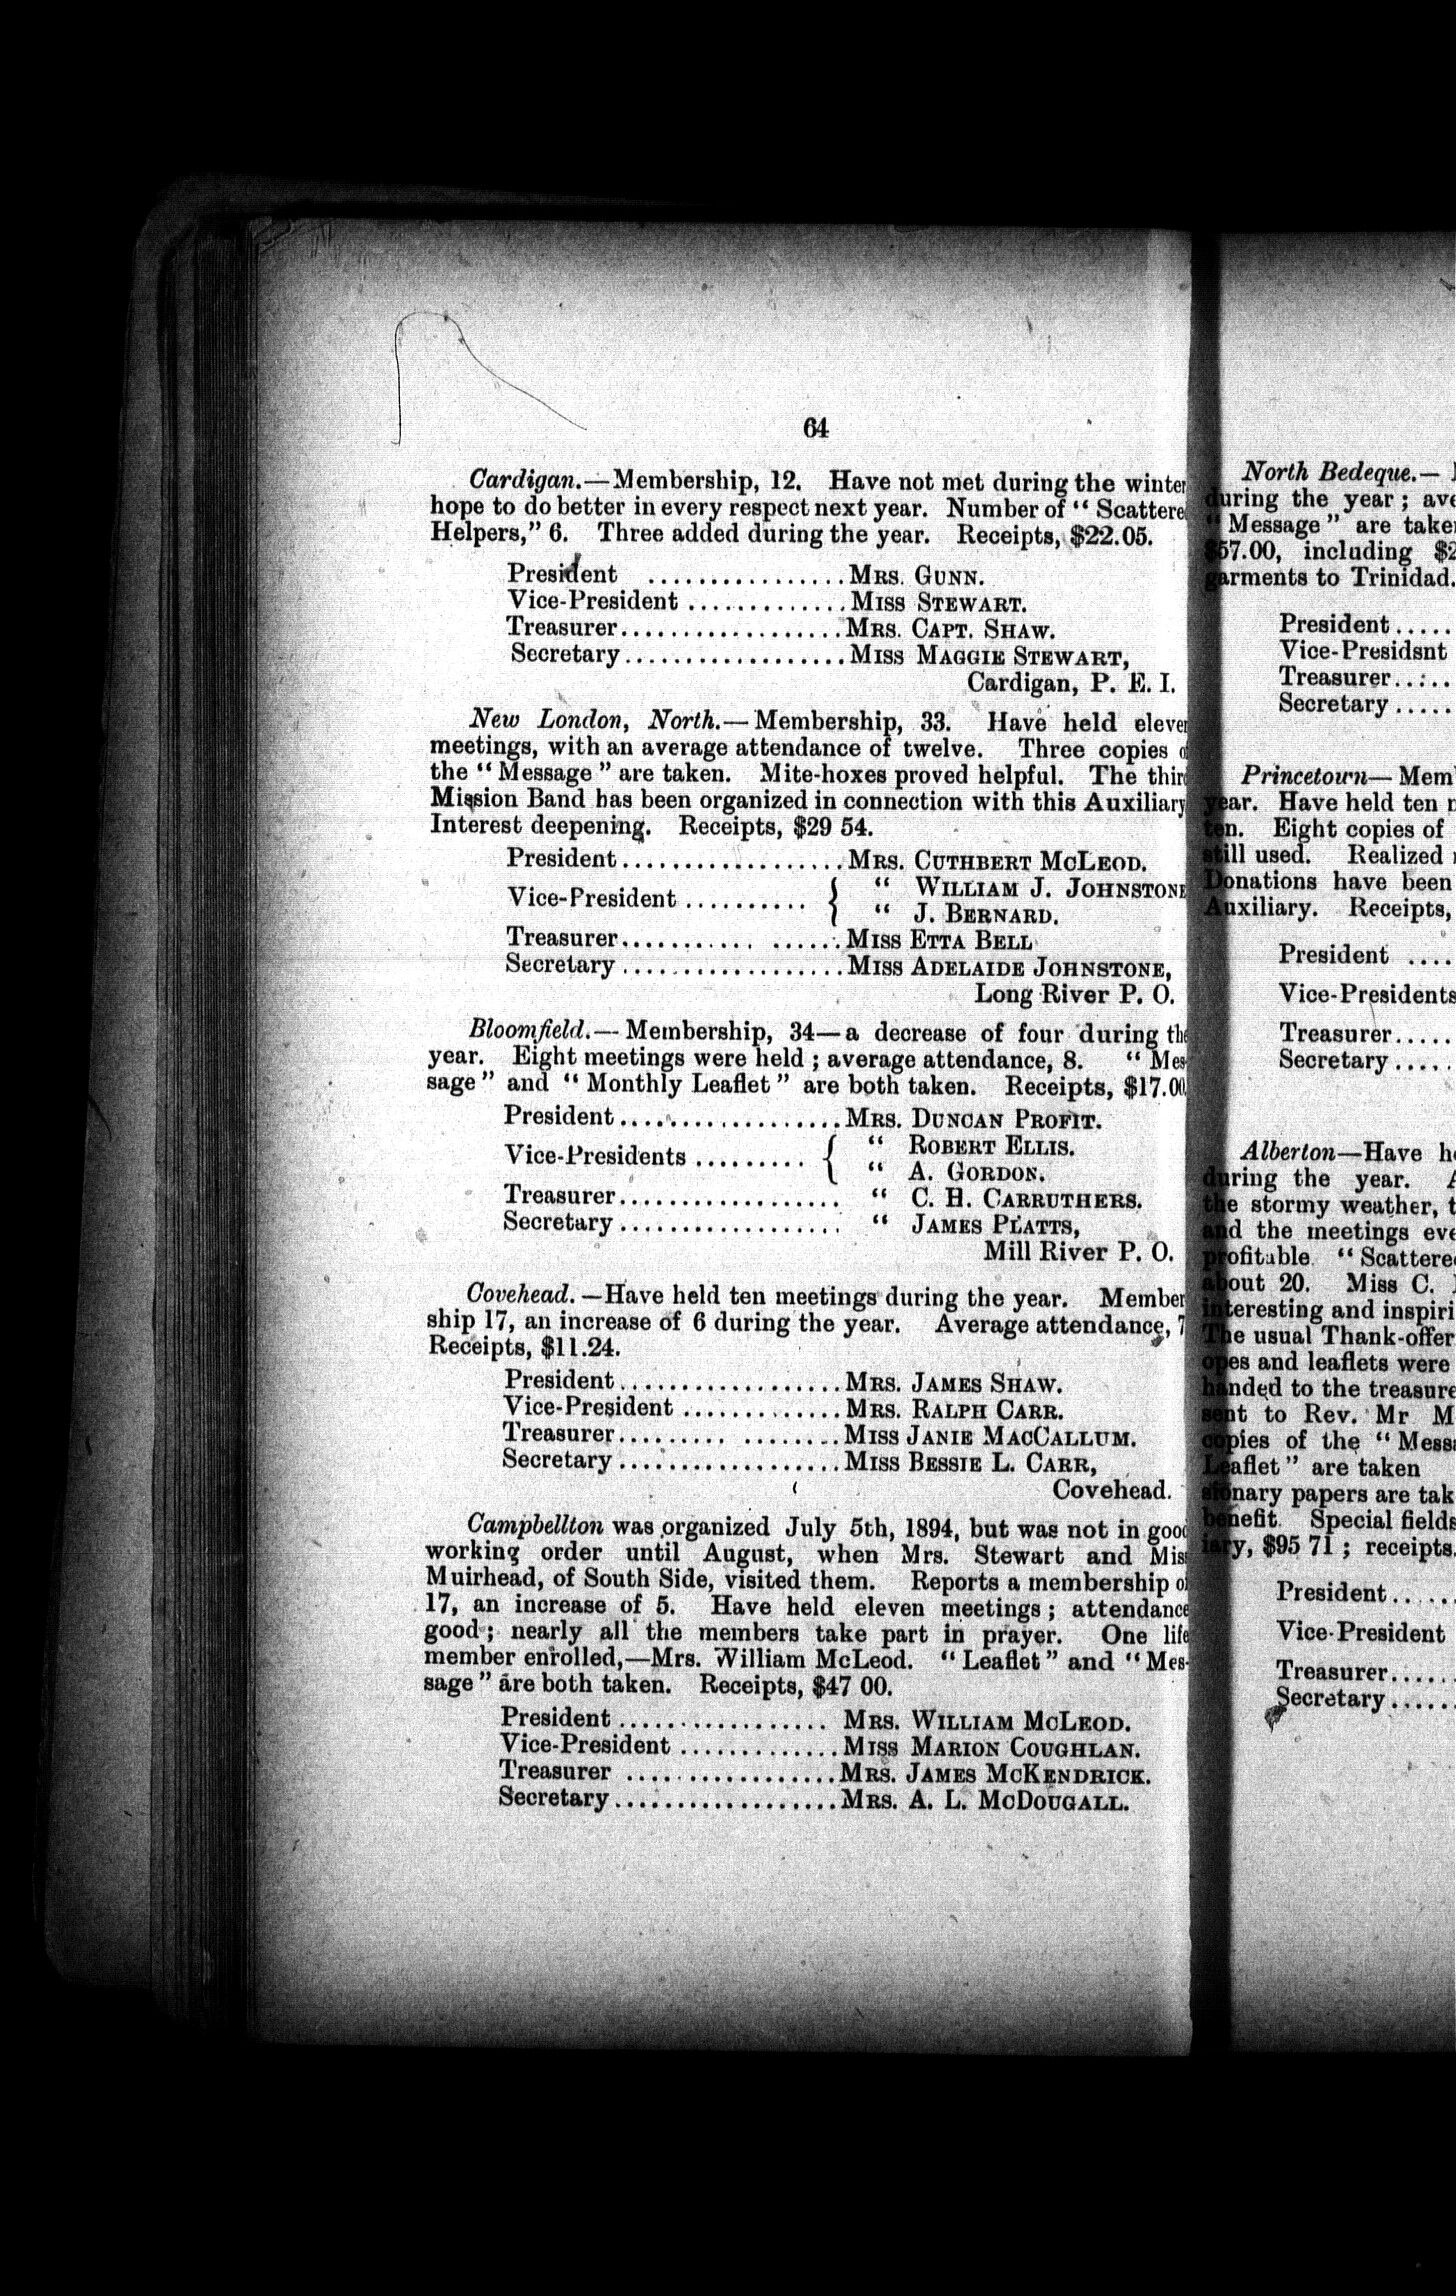 64
Cardigan.—Membership, 12. Have not met during the winter
hope to do better in every respect next year. Number of "Scattere
Helpers," 6. Three added during the year. Receipts, $22.05.
President ................MRS. GUNN.
Vice-President .............MISS STEWART.
Treasurer..................MRS. CAPT. SHAW.
Secretary..................MISS MAGGIE STEWART,
Cardigan, P. E. I.
New London, North.—Membership, 33. Have held eleven
meetings, with an average attendance of twelve. Three copies o
the "Message" are taken. Mite-hoxes proved helpful. The third
Mission Band has been organized in connection with this Auxiliary
Interest deepening. Receipts, $29 54.
President..................MRS. CUTHBERT MCLEOD.
Vice-President .......... { " WILLIAM J. JOHNSTONE
" J. BERNARD.
Treasurer........... ......MISS ETTA BELL
Secretary..................MISS ADELAIDE JOHNSTONE,
Long River P. O.
Bloomfield.—Membership, 34—a decrease of four during the
year. Eight meetings were held ; average attendance, 8. "Mes-
sage" and "Monthly Leaflet" are both taken. Receipts, $17.00
President..................MRS. DUNCAN PROFIT.
Vice-Presidents ......... { " ROBERT ELLIS.
" A. GORDON.
Treasurer.................. " C. H. CARRUTHERS.
Secretary.................. " JAMES PLATTS,
Mill River P. O.
Covehead.—Have held ten meetings during the year. Member
ship 17, an increase of 6 during the year. Average attendance, 7
Receipts, $11.24.
President..................MRS. JAMES SHAW.
Vice-President .............MRS. RALPH CARR.
Treasurer......... ........MISS JANIE MACCALLUM.
Secretary..................MISS BESSIE L. CARR,
Covehead.
Campbellton was organized July 5th, 1894, but was not in good
working order until August, when Mrs. Stewart and Miss
Muirhead, of South Side, visited them. Reports a membership of
17, an increase of 5. Have held eleven meetings ; attendance
good ; nearly all the members take part in prayer. One life
member enrolled,—Mrs. William McLeod. "Leaflet" and "Mes-
sage" are both taken. Receipts, $47 00.
President ................. MRS. WILLIAM MCLEOD.
Vice-President .............MISS MARION COUGHLAN.
Treasurer .................MRS. JAMES MCKENDRICK.
Secretary..................MRS. A. L. MCDOUGALL.
North Bedeque.—
during the year ; ave
"Message" are taken
$57.00, including $2
garments to Trinidad.
President.....
Vice-Presidsnt
Treasurer.....
Secretary.....
Princetown—Mem
year. Have held ten
ten. Eight copies of
still used. Realized
Donations have been
Auxiliary. Receipts,
President ....
Vice-Presidents
Treasurer.....
Secretary.....
Alberton—Have he
during the year. A
the stormy weather, t
and the meetings eve
profitable. "Scattered
about 20. Miss C.
interesting and inspiri
The usual Thank-offer
opes and leaflets were
handed to the treasure
sent to Rev. Mr M
copies of the "Messa
Leaflet" are taken
sionary papers are tak
benefit. Special fields
iary, $95 71 ; receipts.
President......
Vice-President
Treasurer......
Secretary......